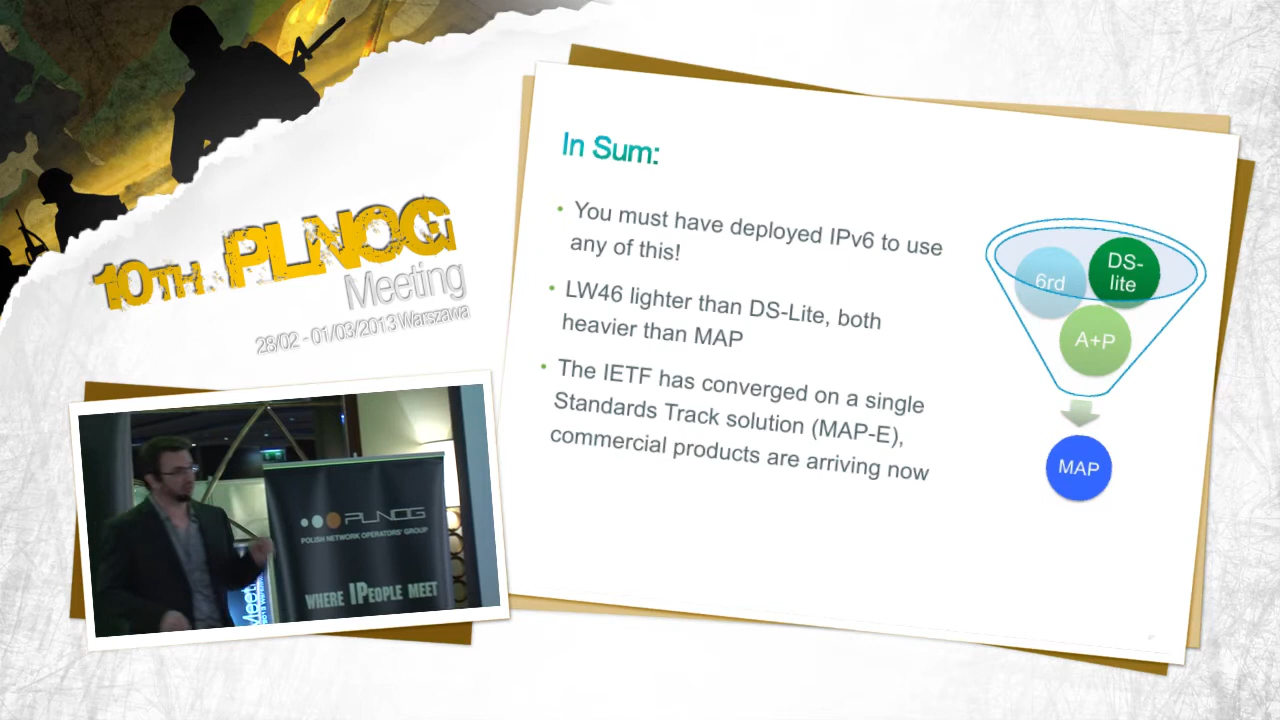 10TH PLNOG
Meeting
28/02 - 01/03/2013 Warszawa
In Sum:
• You must have deployed IPv6 to use
any of this!
• LW46 lighter than DS-Lite, both
heavier than MAP
• The IETF has converged on a single
Standards Track solution (MAP-E),
commercial products are arriving now
6rd
DS-
lite
A+P
MAP
PLNOG
POLISH NETWORK OPERATORS' GROUP
WHERE IPEOPLE MEET
Meet